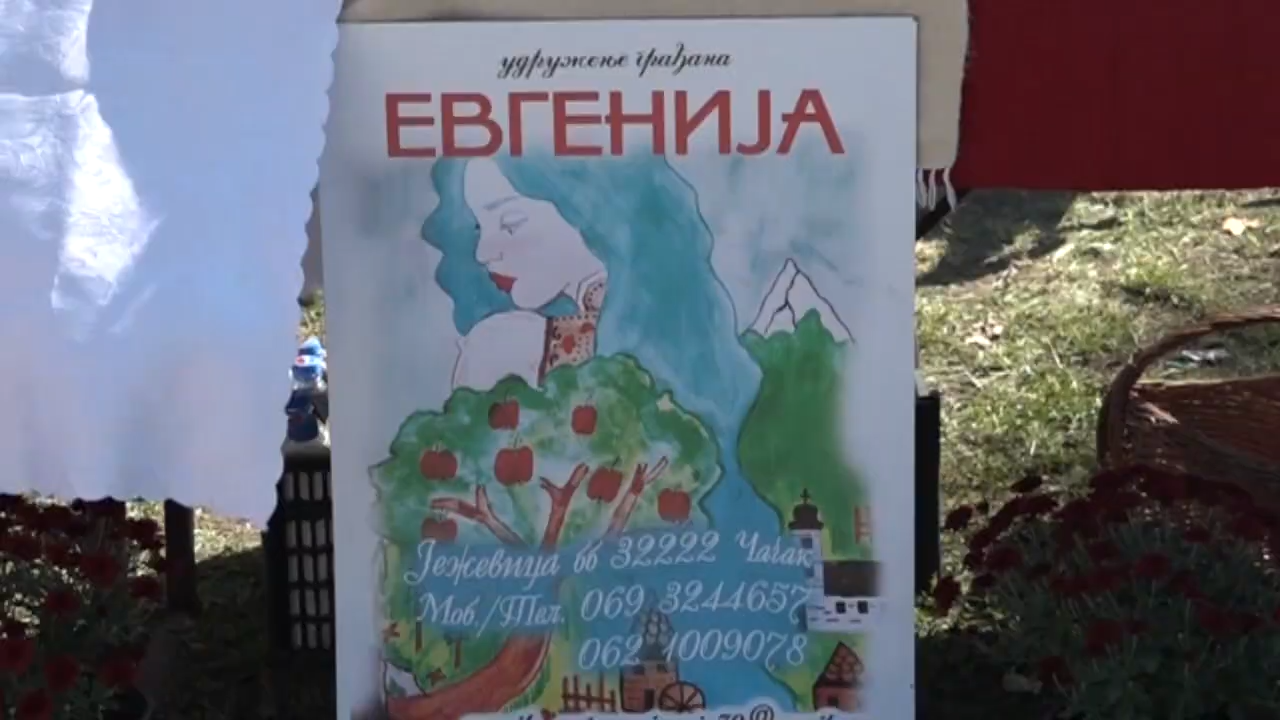 удружење грађана
ЕВГЕНИЈА
Јежевица бб 32222 Чачак
Моб./Тел. 069 3244657
062 1009078